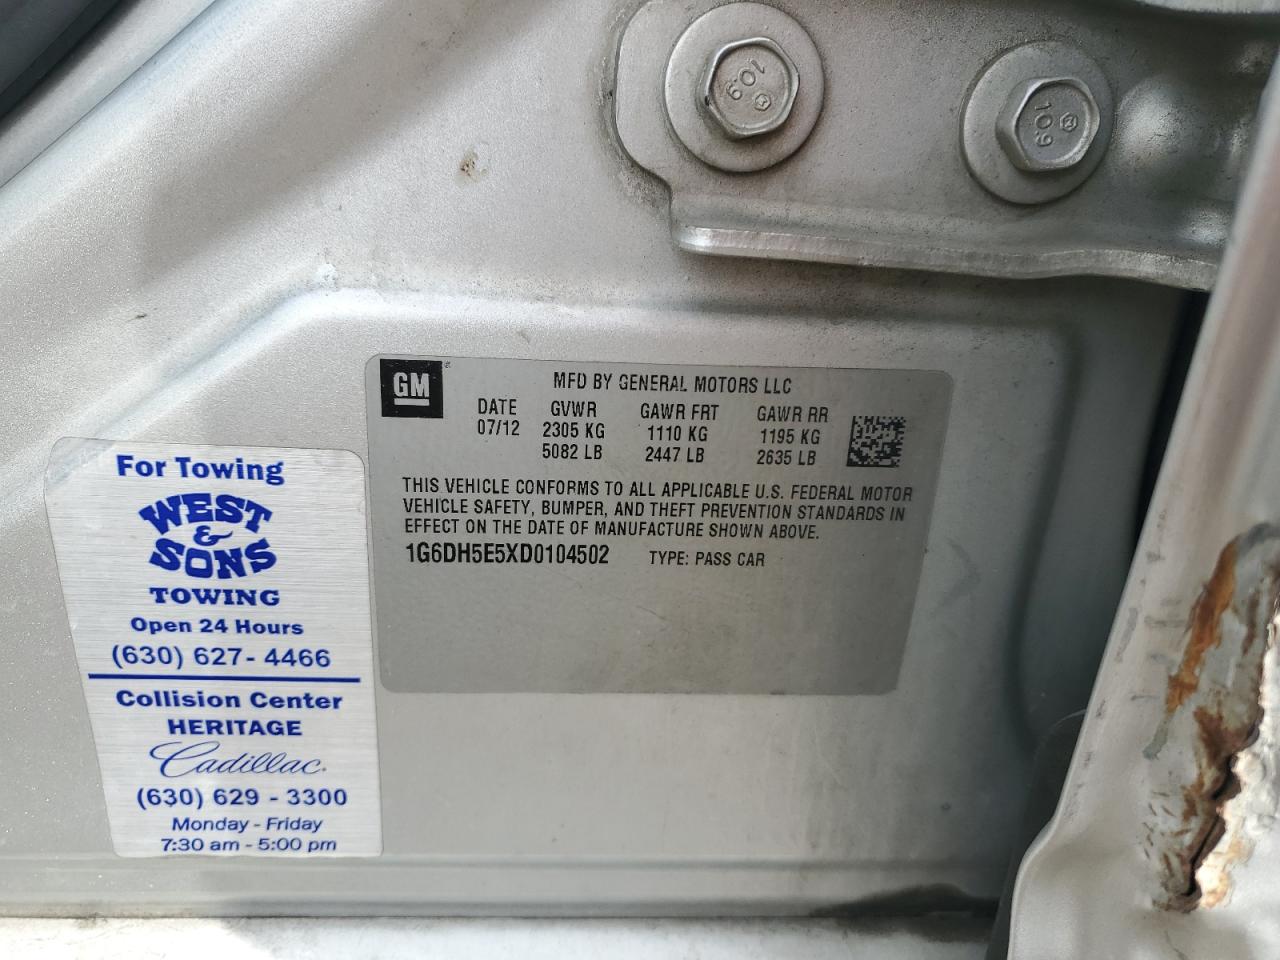 10.9
10.9
GM
MFD BY GENERAL MOTORS LLC
DATE GVWR GAWR FRT GAWR RR
07/12 2305 KG 1110 KG 1195 KG
5082 LB 2447 LB 2635 LB
THIS VEHICLE CONFORMS TO ALL APPLICABLE U.S. FEDERAL MOTOR
VEHICLE SAFETY, BUMPER, AND THEFT PREVENTION STANDARDS IN
EFFECT ON THE DATE OF MANUFACTURE SHOWN ABOVE.
1G6DH5E5XD0104502 TYPE: PASS CAR
For Towing
WEST
&
SONS
TOWING
Open 24 Hours
(630) 627-4466
Collision Center
HERITAGE
Cadillac.
(630) 629 - 3300
Monday - Friday
7:30 am - 5:00 pm